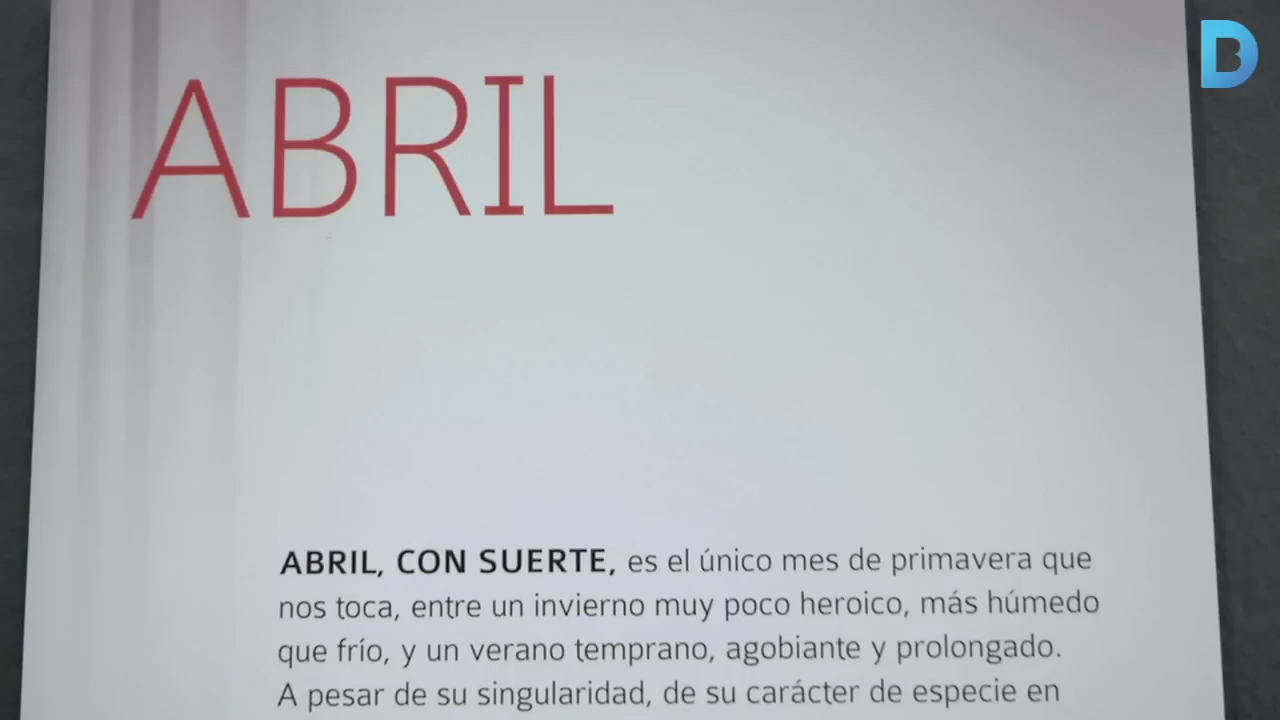 ABRIL
ABRIL, CON SUERTE, es el único mes de primavera que
nos toca, entre un invierno muy poco heroico, más húmedo
que frío, y un verano temprano, agobiante y prolongado.
A pesar de su singularidad, de su carácter de especie en